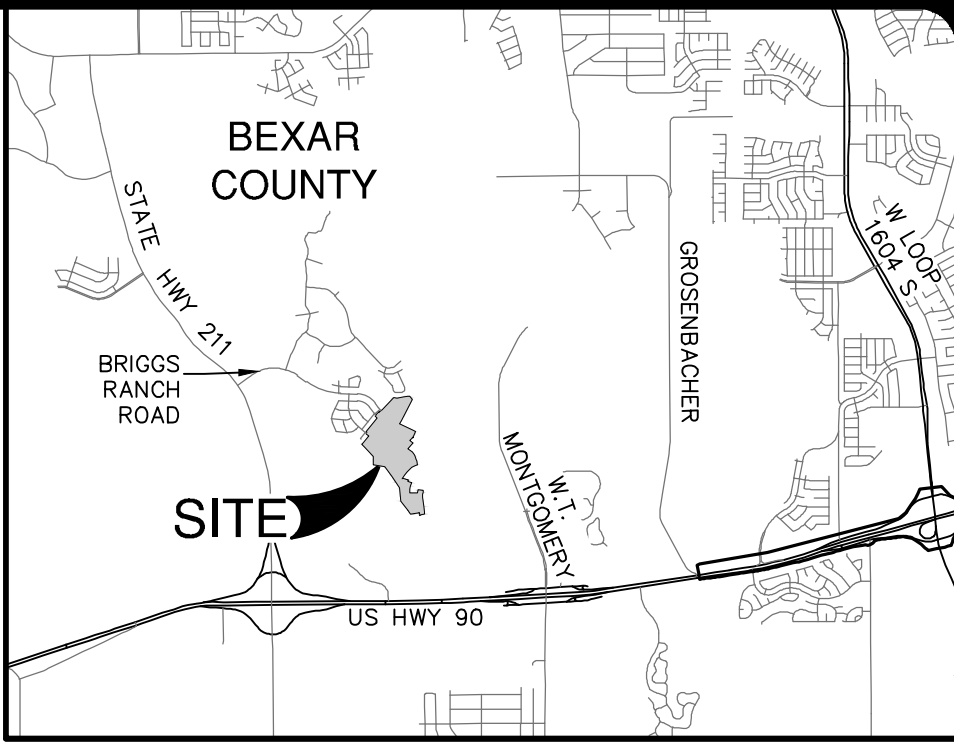 BEXAR
COUNTY
STATE HWY 211
W LOOP
1604 S
GROSENBACHER
BRIGGS
RANCH
ROAD
W.T.
MONTGOMERY
SITE
US HWY 90